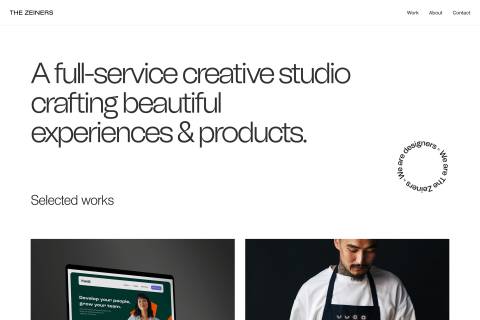 THE ZEINERS
Work
About
Contact
A full-service creative studio
crafting beautiful
experiences & products.
We are designers - We are The Zeiners -
Selected works
Develop your people,
grow your team.